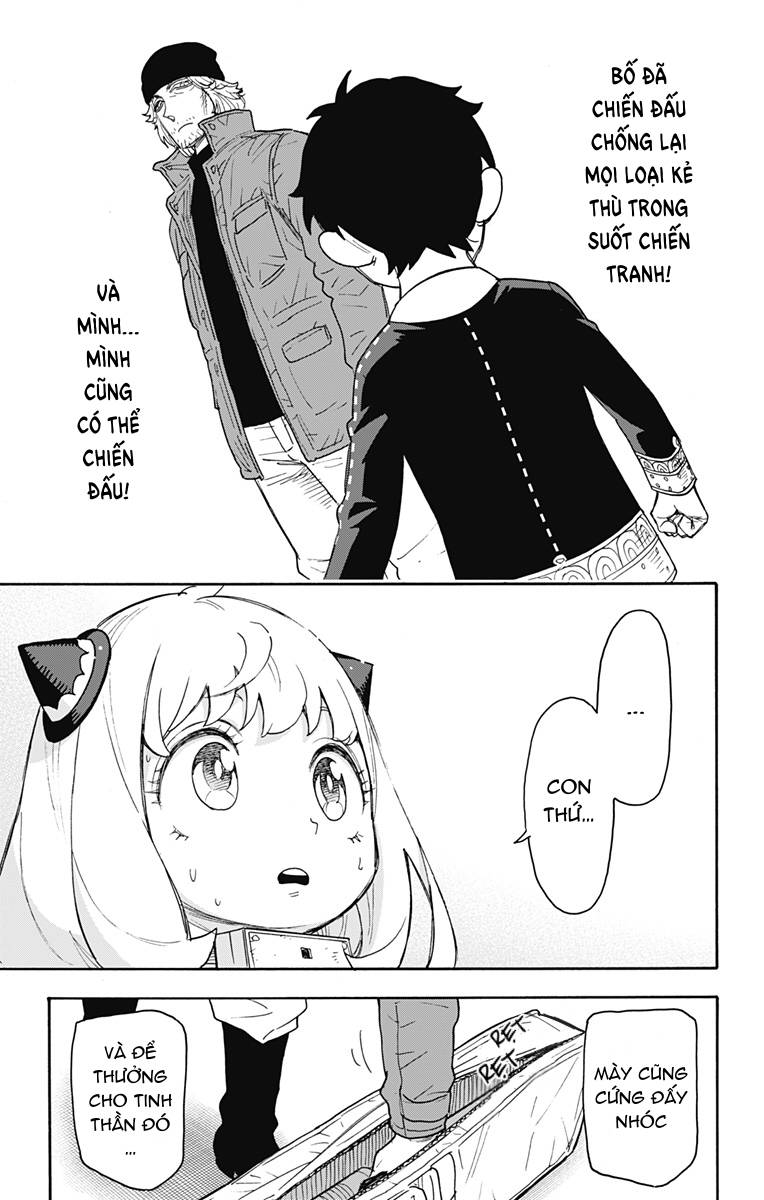 BỐ ĐÃ
CHIẾN ĐẤU
CHỐNG LẠI
MỌI LOẠI KẺ
THÙ TRONG
SUỐT CHIẾN
TRANH!
VÀ
MÌNH...
MÌNH
CŨNG
CÓ THỂ
CHIẾN
ĐẤU!
...
CON
THỨ...
MÀY CŨNG
CỨNG ĐẤY
NHÓC
RẸT
RẸT
VÀ ĐỂ
THƯỞNG
CHO TINH
THẦN ĐÓ
...